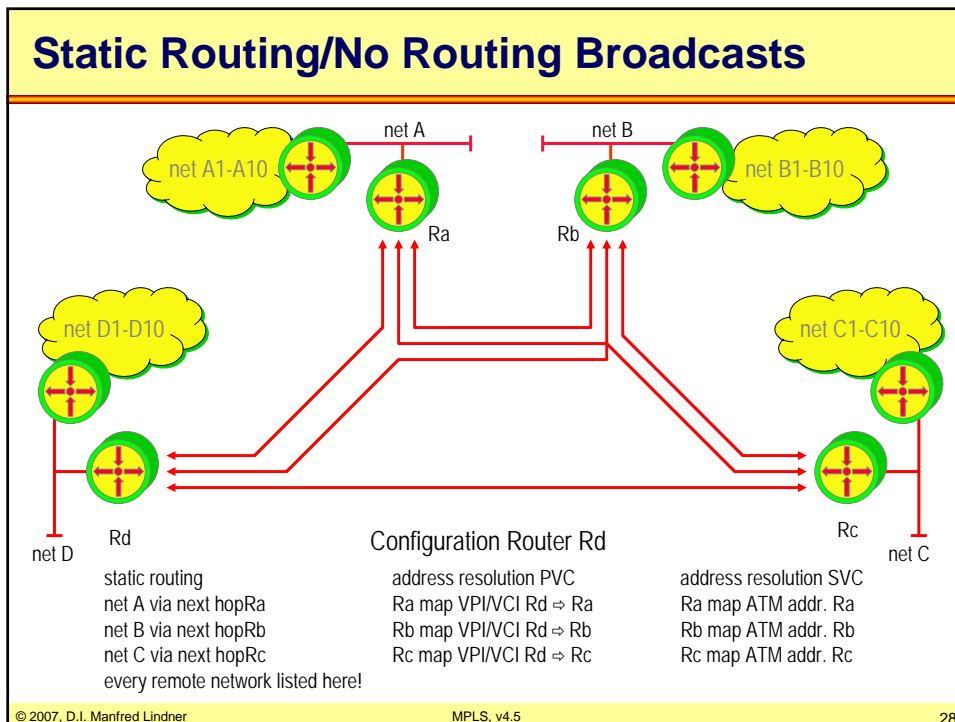 Static Routing/No Routing Broadcasts
net A
net B
net A1-A10
net B1-B10
Ra
Rb
net D1-D10
net C1-C10
Rd
Rc
net D
net C
Configuration Router Rd
static routing
net A via next hopRa
net B via next hopRb
net C via next hopRc
every remote network listed here!
address resolution PVC
Ra map VPI/VCI Rd ⇨ Ra
Rb map VPI/VCI Rd ⇨ Rb
Rc map VPI/VCI Rd ⇨ Rc
address resolution SVC
Ra map ATM addr. Ra
Rb map ATM addr. Rb
Rc map ATM addr. Rc
© 2007, D.I. Manfred Lindner
MPLS, v4.5
28